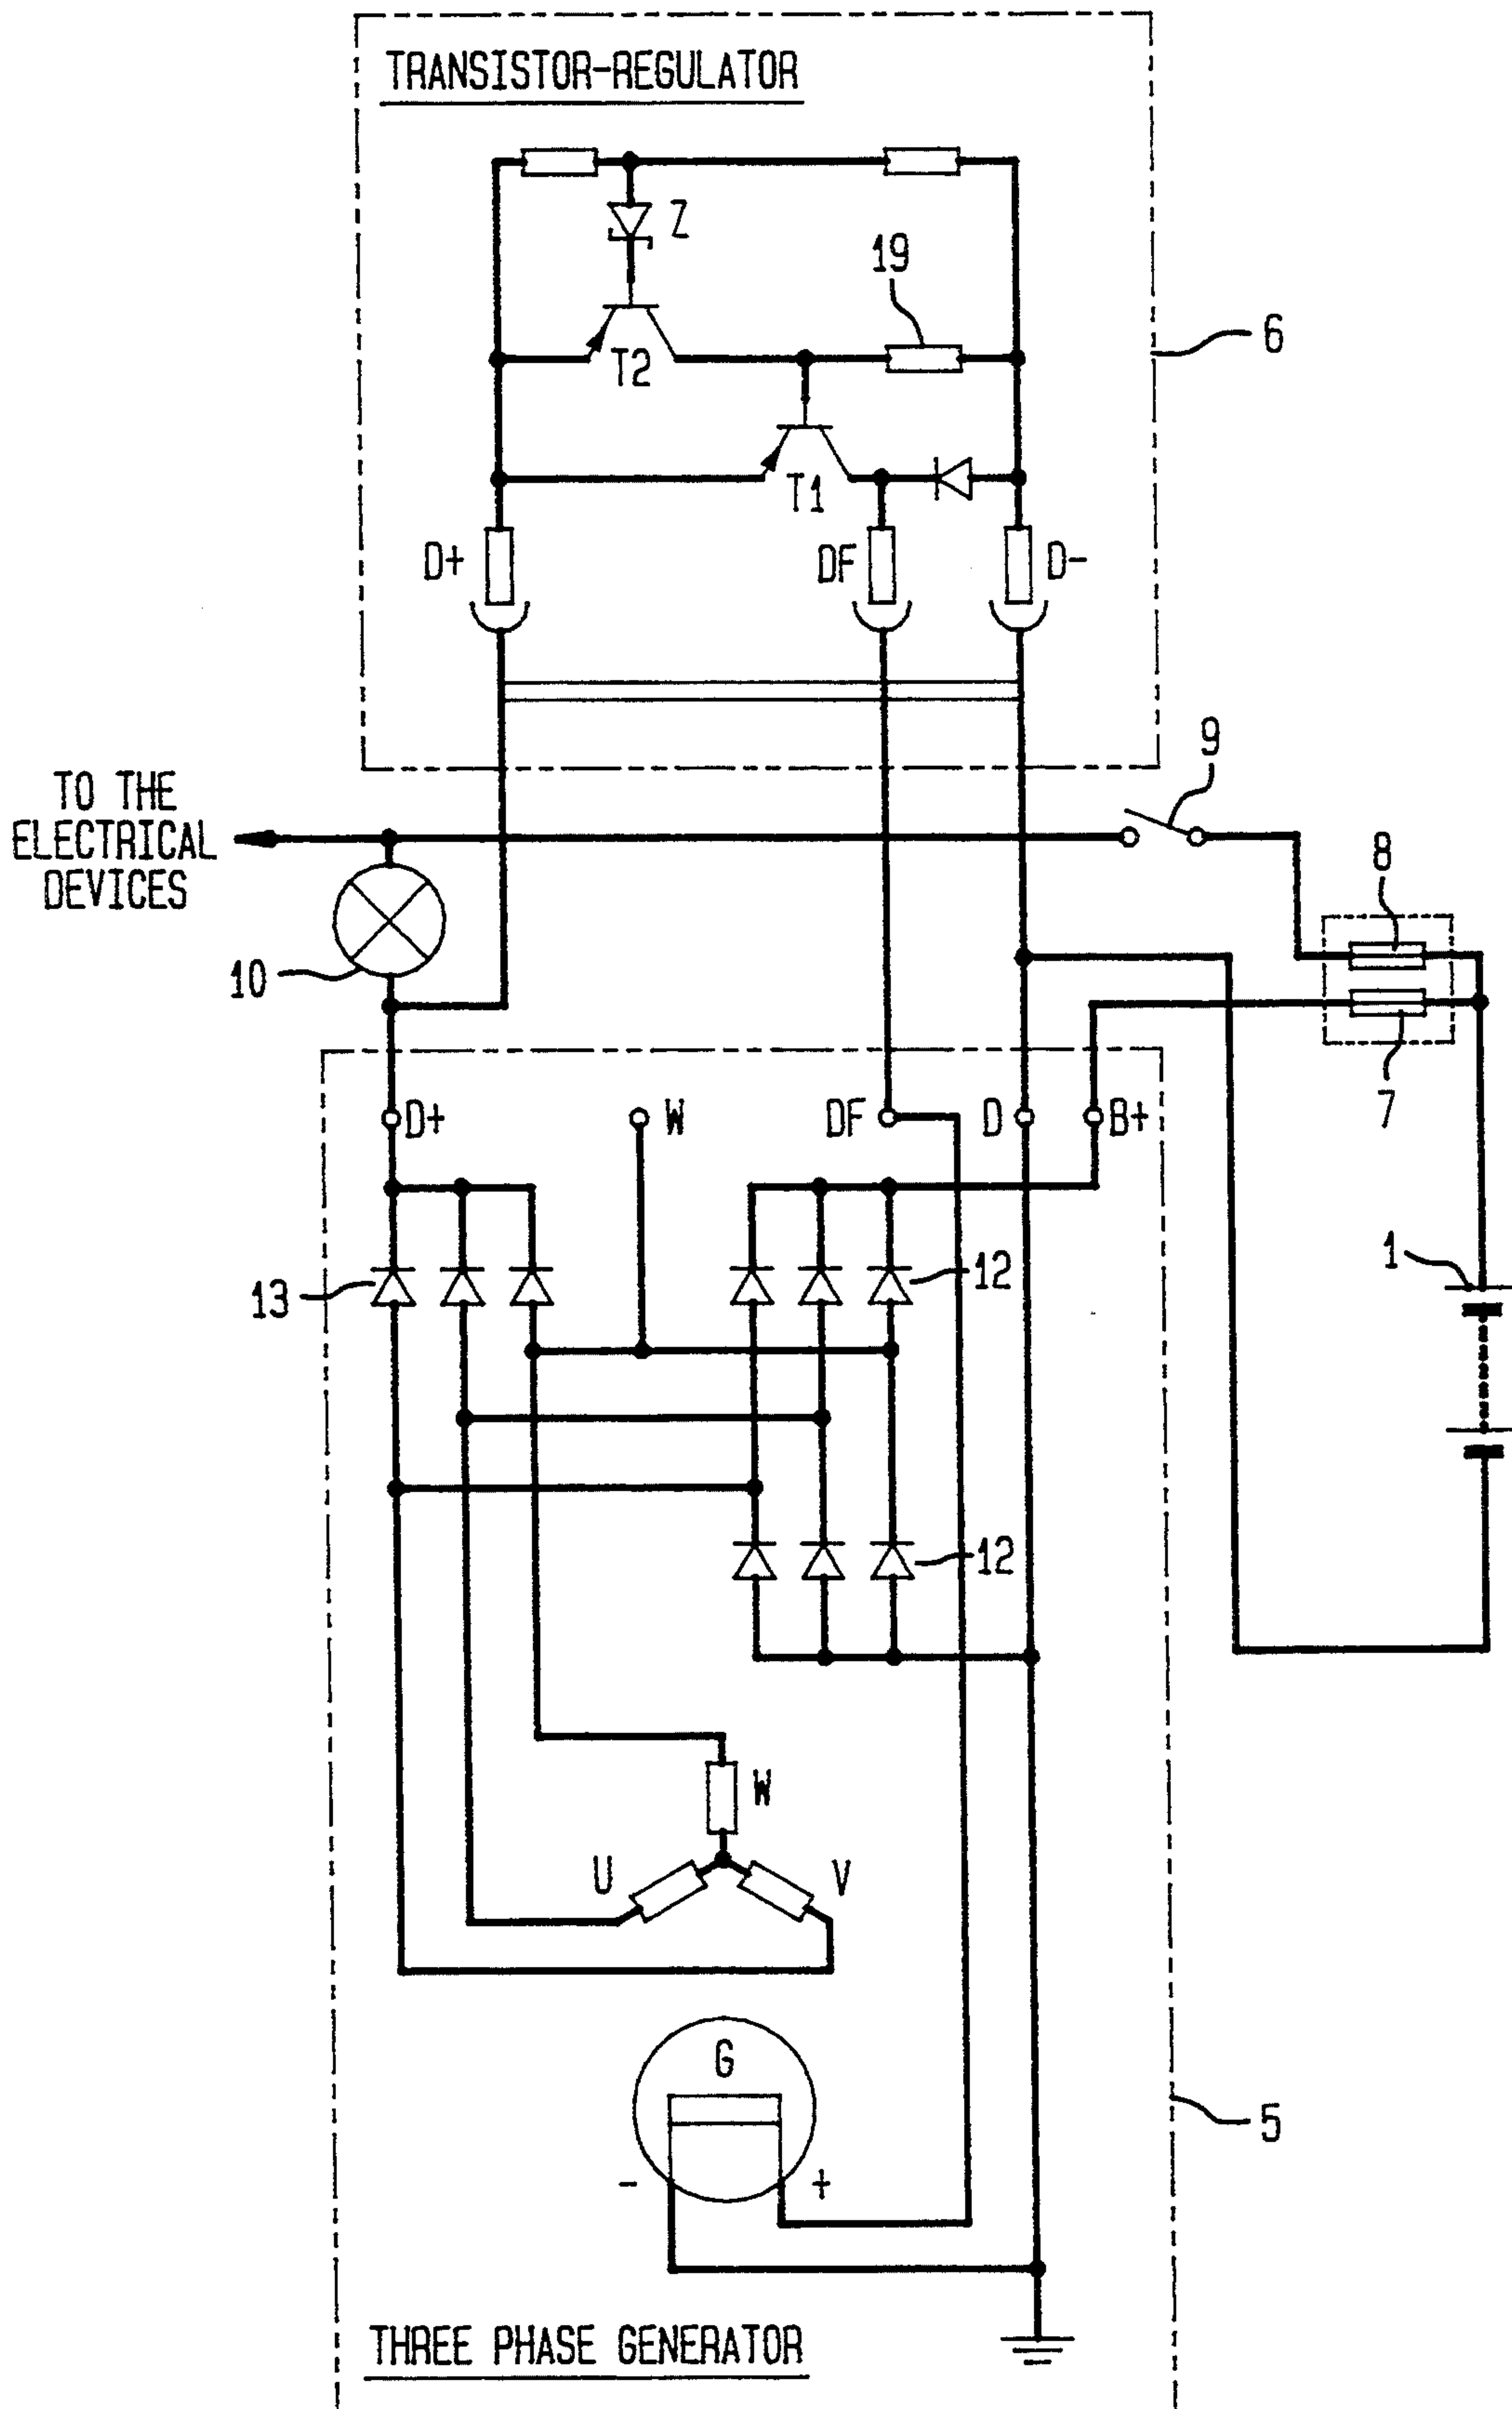 TRANSISTOR-REGULATOR
Z
19
6
T2
T1
D+
DF
D-
9
TO THE
ELECTRICAL
DEVICES
8
10
7
D+
W
DF
D
B+
1
13
12
12
W
U
V
G
-
+
5
THREE PHASE GENERATOR